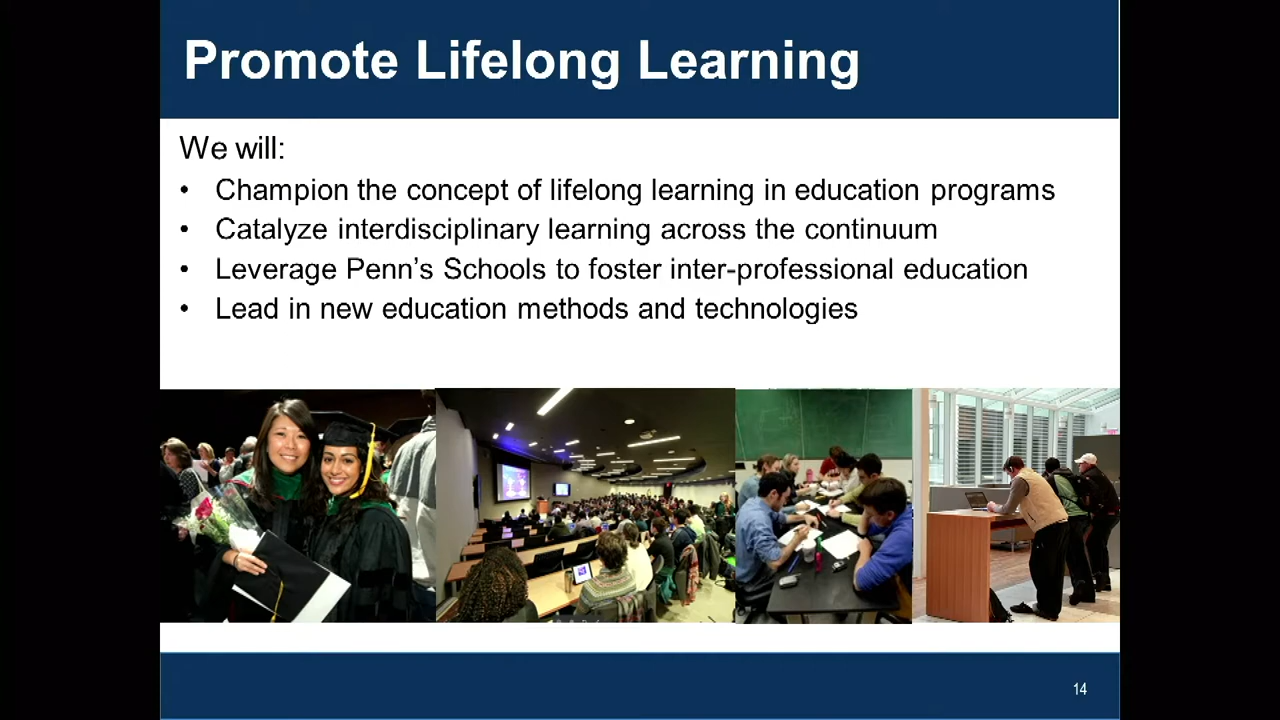 Promote Lifelong Learning
We will:
• Champion the concept of lifelong learning in education programs
• Catalyze interdisciplinary learning across the continuum
• Leverage Penn’s Schools to foster inter-professional education
• Lead in new education methods and technologies
14